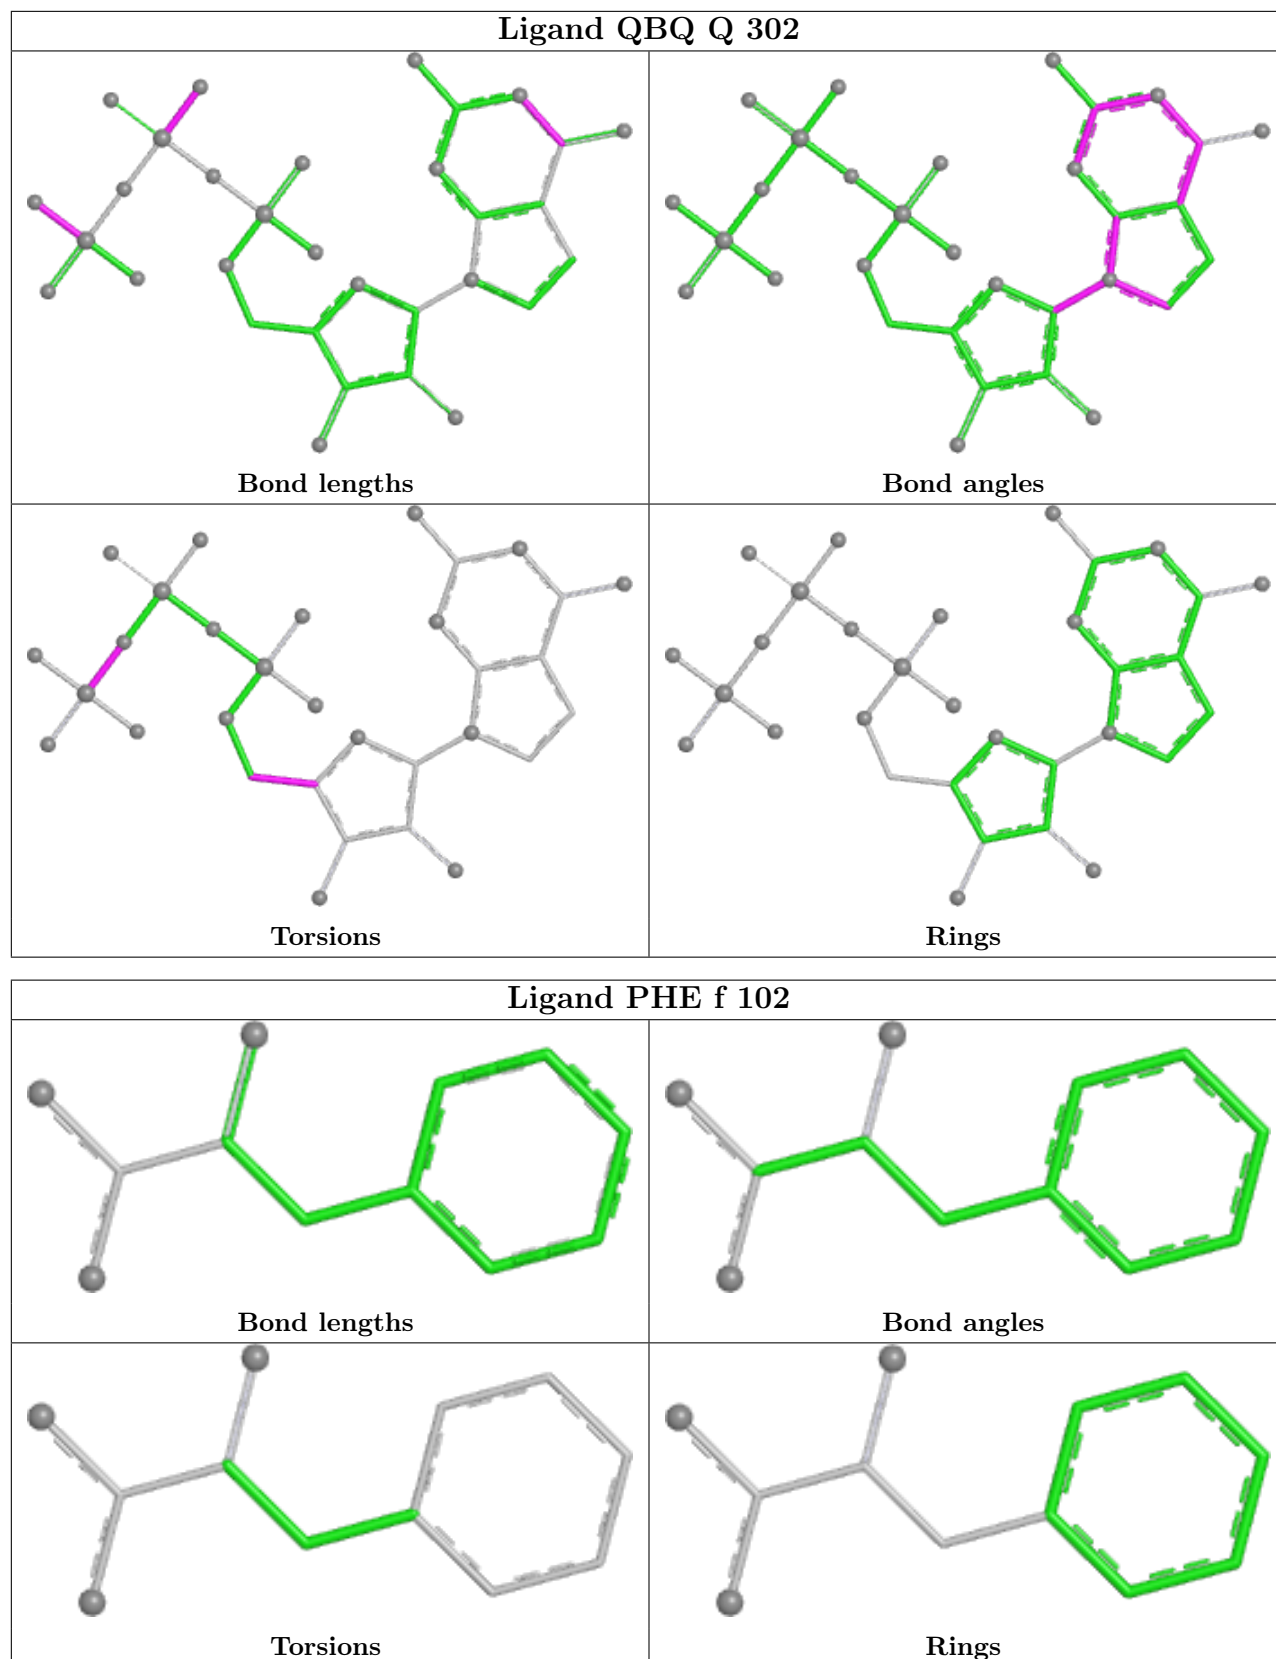 Ligand QBQ Q 302
Bond lengths
Bond angles
Torsions
Rings
Ligand PHE f 102
Bond lengths
Bond angles
Torsions
Rings